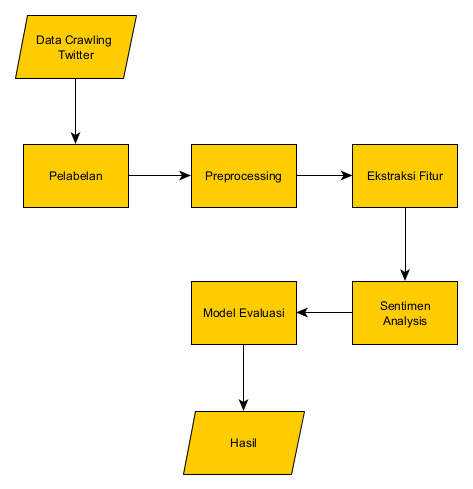 Data Crawling
Twitter
Pelabelan
Preprocessing
Ekstraksi Fitur
Sentimen
Analysis
Model Evaluasi
Hasil